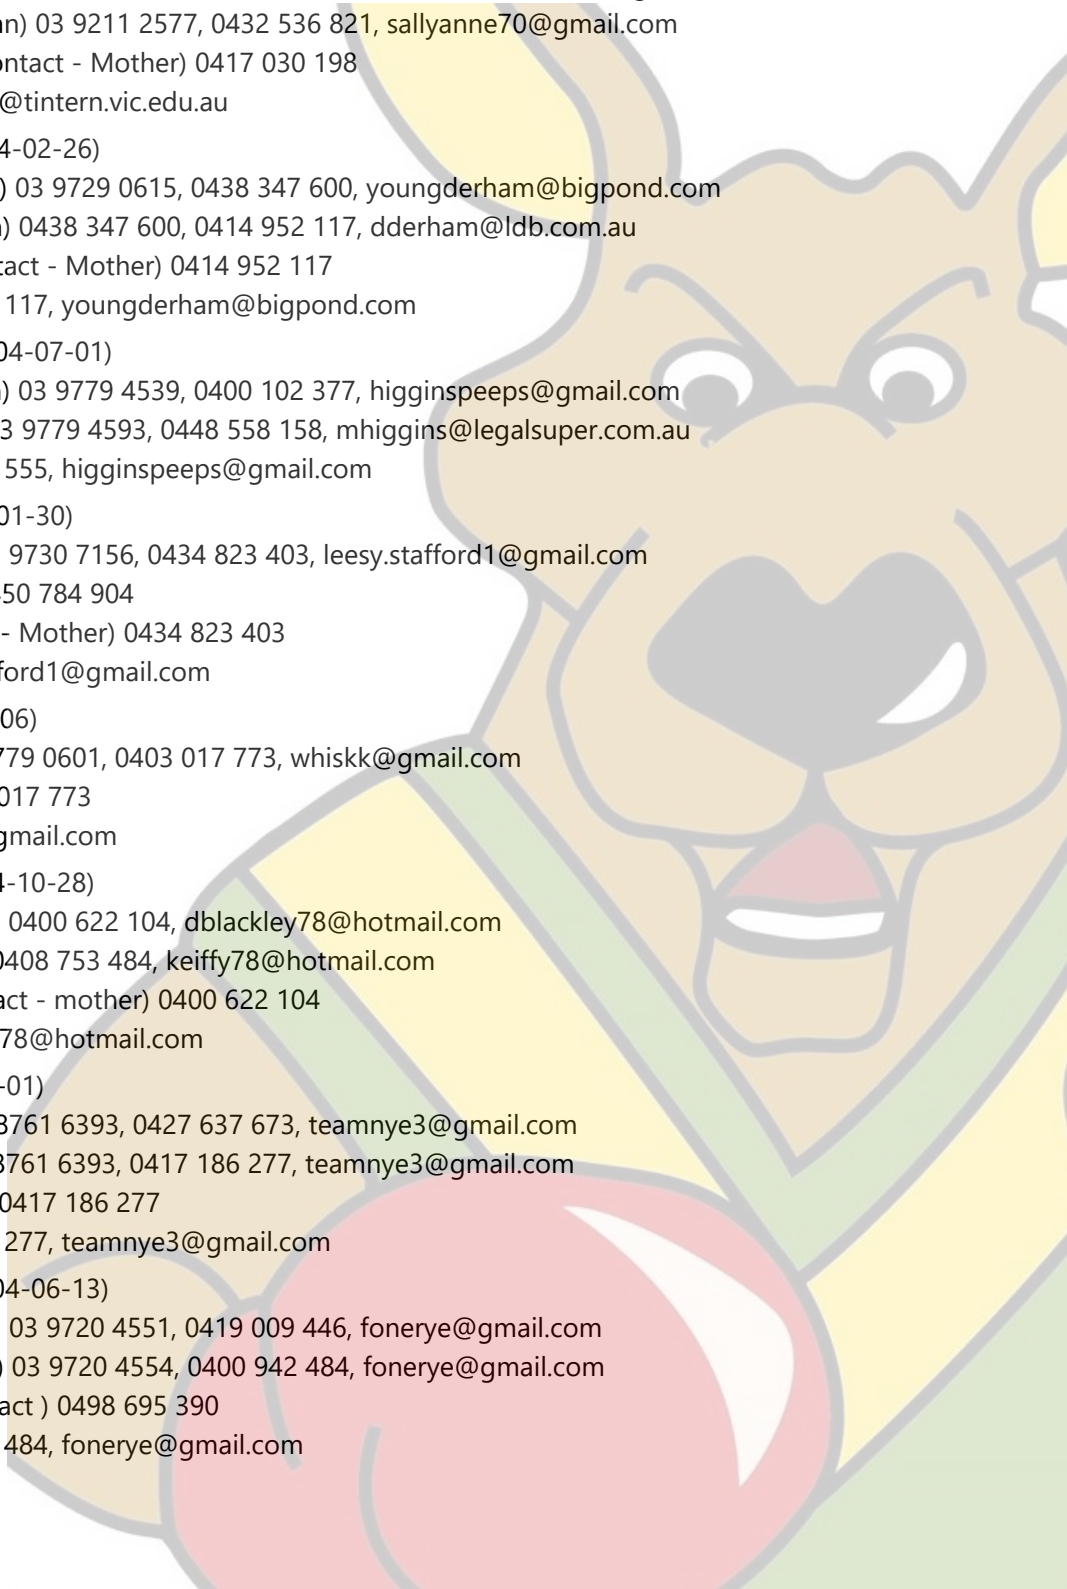 n) 03 9211 2577, 0432 536 821, sallyanne70@gmail.com
ontact - Mother) 0417 030 198
@tintern.vic.edu.au
4-02-26)
) 03 9729 0615, 0438 347 600, youngderham@bigpond.com
) 0438 347 600, 0414 952 117, dderham@ldb.com.au
tact - Mother) 0414 952 117
117, youngderham@bigpond.com
04-07-01)
) 03 9779 4539, 0400 102 377, higginspeeps@gmail.com
3 9779 4593, 0448 558 158, mhiggins@legalsuper.com.au
555, higginspeeps@gmail.com
01-30)
9730 7156, 0434 823 403, leesy.stafford1@gmail.com
50 784 904
- Mother) 0434 823 403
ford1@gmail.com
06)
779 0601, 0403 017 773, whiskk@gmail.com
017 773
gmail.com
4-10-28)
0400 622 104, dblackley78@hotmail.com
0408 753 484, keiffy78@hotmail.com
act - mother) 0400 622 104
78@hotmail.com
-01)
8761 6393, 0427 637 673, teamnye3@gmail.com
8761 6393, 0417 186 277, teamnye3@gmail.com
0417 186 277
277, teamnye3@gmail.com
04-06-13)
03 9720 4551, 0419 009 446, fonerye@gmail.com
) 03 9720 4554, 0400 942 484, fonerye@gmail.com
act ) 0498 695 390
484, fonerye@gmail.com